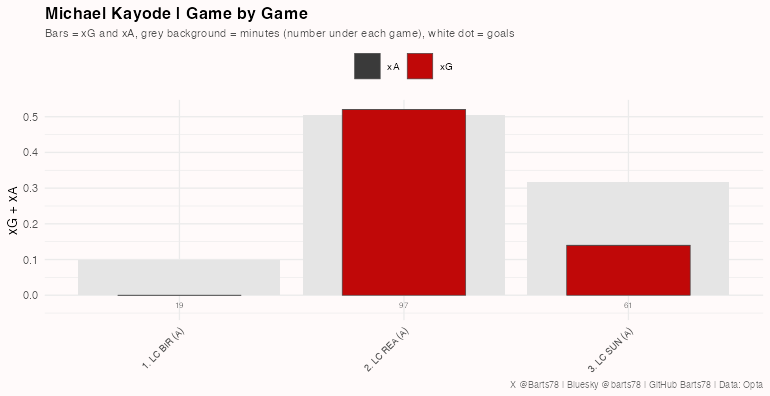 Michael Kayode | Game by Game
Bars = xG and xA, grey background = minutes (number under each game), white dot = goals
xA xG
xG + xA
0.5
0.4
0.3
0.2
0.1
0.0
19 97 61
1. LC BIR (A) 2. LC REA (A) 3. LC SUN (A)
X @Barts78 | Bluesky @barts78 | GitHub Barts78 | Data: Opta